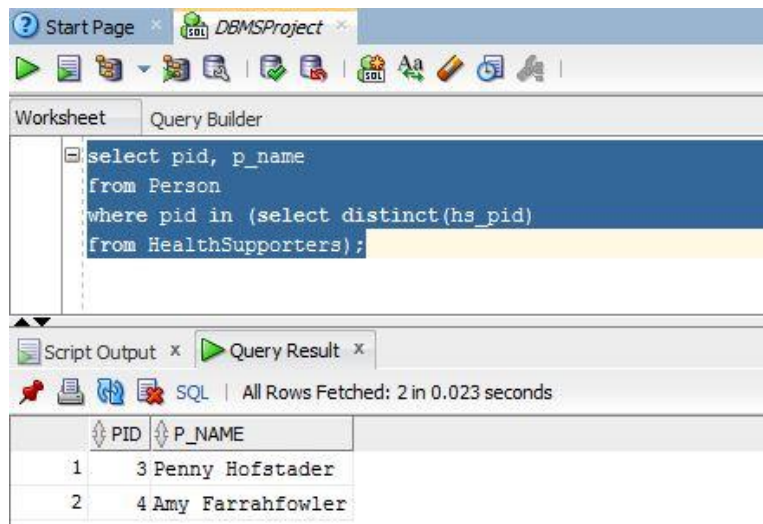 Start Page
DBMSProject
Worksheet Query Builder
select pid, p_name
from Person
where pid in (select distinct(hs_pid)
from HealthSupporters);
Script Output x Query Result x
SQL | All Rows Fetched: 2 in 0.023 seconds
PID P_NAME
1 3 Penny Hofstader
2 4 Amy Farrahfowler